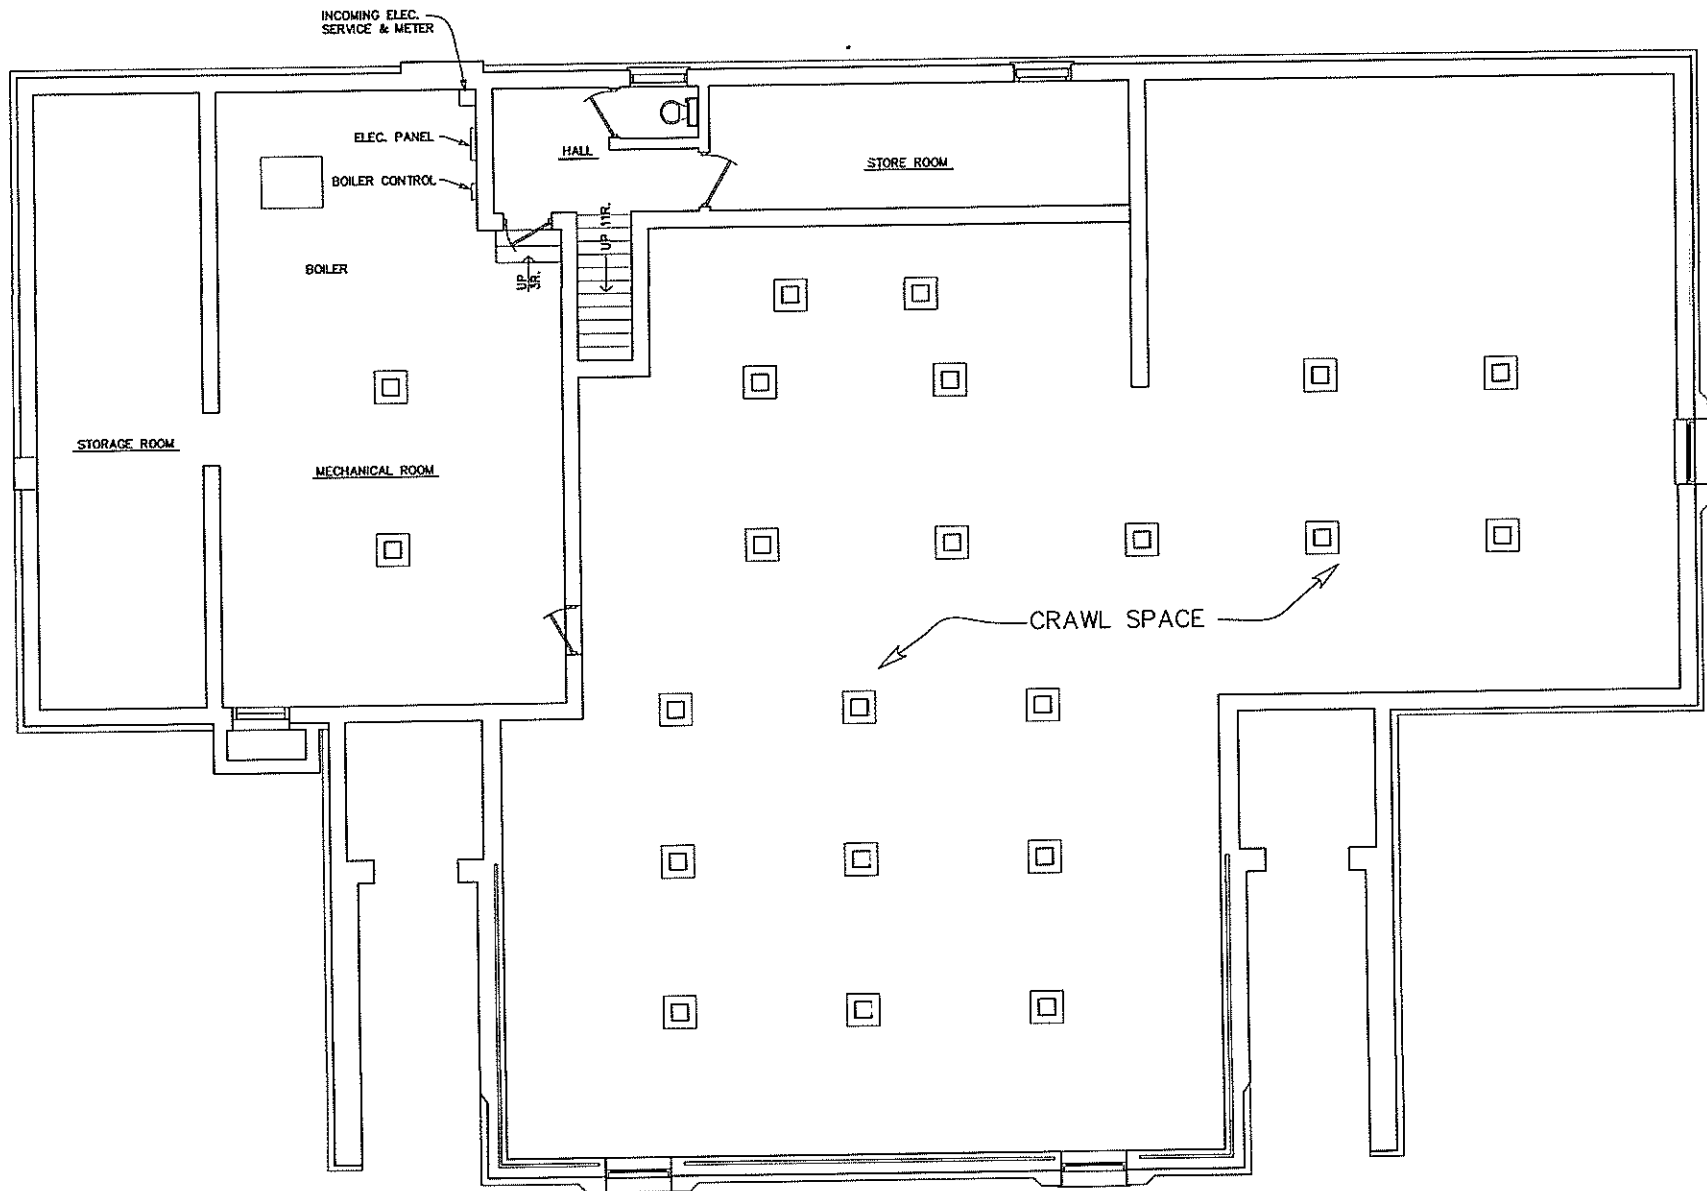 INCOMING ELEC.
SERVICE & METER
ELEC. PANEL
BOILER CONTROL
HALL
STORE ROOM
UP 11R.
UP
3R.
BOILER
STORAGE ROOM
MECHANICAL ROOM
CRAWL SPACE